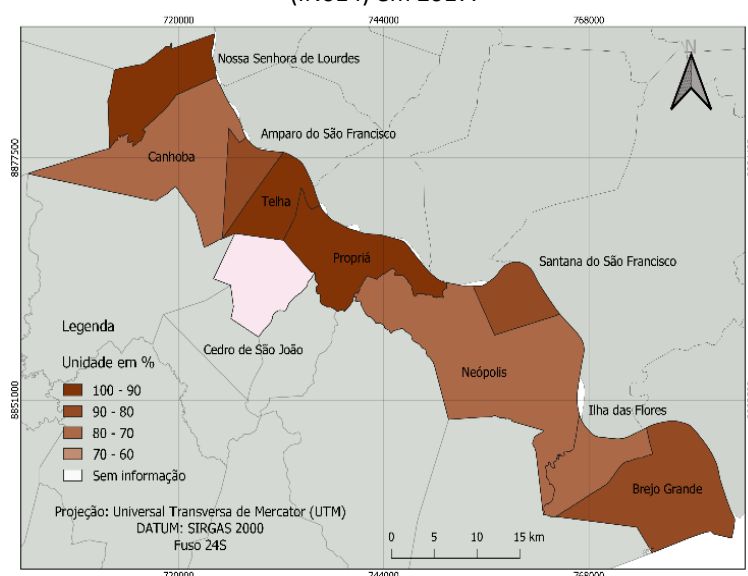 720000
744000
768000
N
Nossa Senhora de Lourdes
8877500
Amparo do São Francisco
Canhoba
Telha
Propriá
Santana do São Francisco
Legenda
Cedro de São João
Unidade em %
Neópolis
100 - 90
8851000
90 - 80
Ilha das Flores
80 - 70
70 - 60
Sem informação
Brejo Grande
Projeção: Universal Transversa de Mercator (UTM)
DATUM: SIRGAS 2000
Fuso 24S
0 5 10 15 km
720000
744000
768000